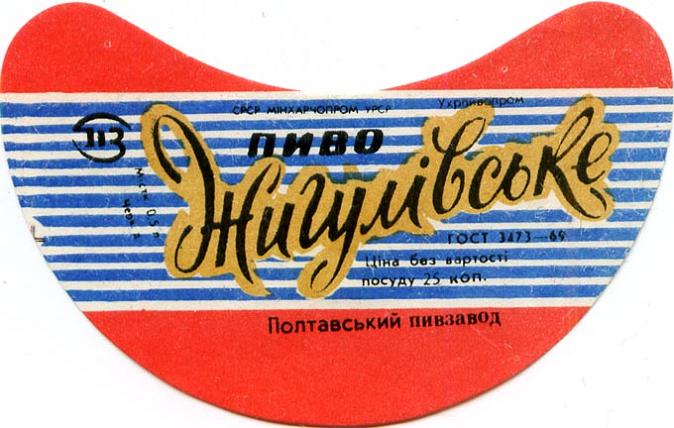 СРСР МІНХАРЧОПРОМ УРСР Укрпивопром
ПЗ
пиво
Жигулівське
ГОСТ 3473—69
Ціна без вартості
посуду 25 коп.
Полтавський пивзавод